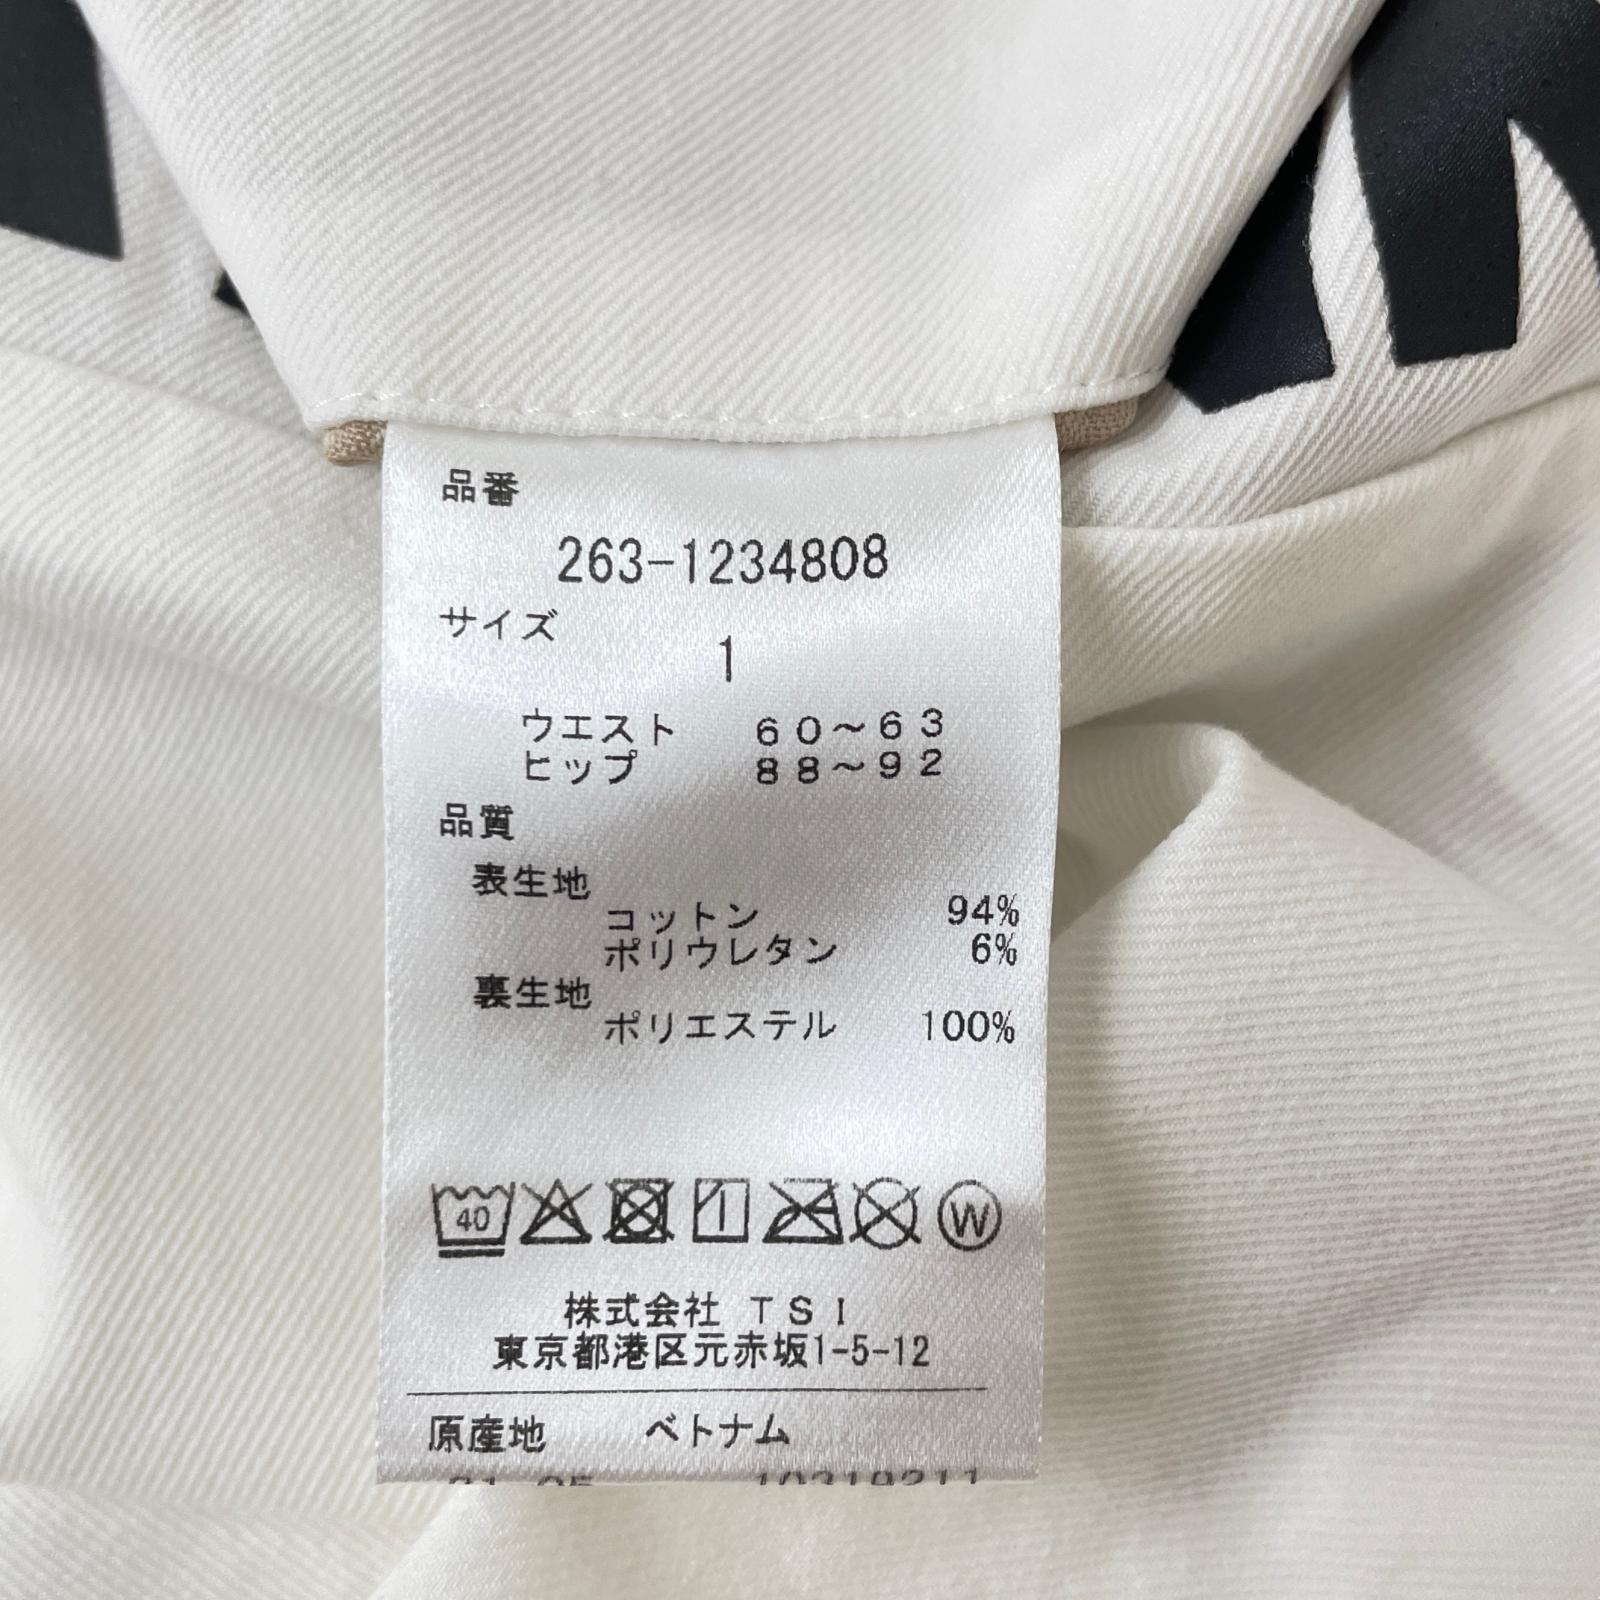 品番
263-1234808
サイズ
1
ウエスト 60～63
ヒップ 88～92
品質
表生地
コットン 94%
ポリウレタン 6%
裏生地
ポリエステル 100%
40
W
株式会社 TSI
東京都港区元赤坂1-5-12
原産地 ベトナム